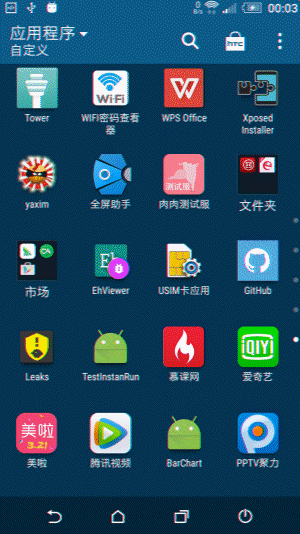 00:03
应用程序
自定义
htc
WiFi
Tower
WIFI密码查看器
WPS Office
Xposed Installer
测试服
yaxim
全屏助手
肉肉测试服
文件夹
Eh
市场
EhViewer
USIM卡应用
GitHub
iQIYI
Leaks
TestInstanRun
慕课网
爱奇艺
美啦
3.21
美啦
腾讯视频
BarChart
PPTV聚力